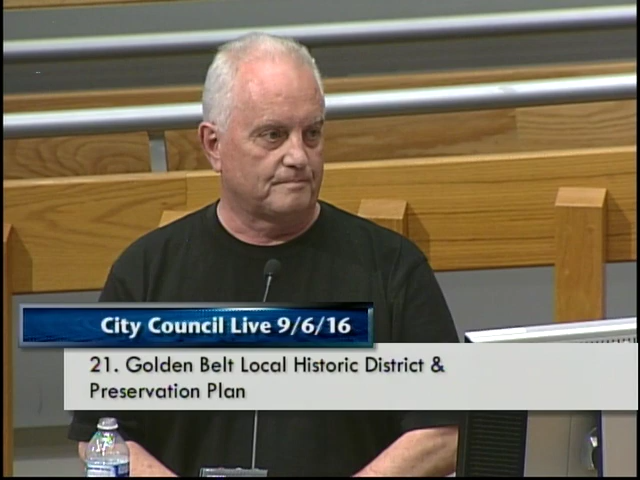 City Council Live 9/6/16
21. Golden Belt Local Historic District &
Preservation Plan